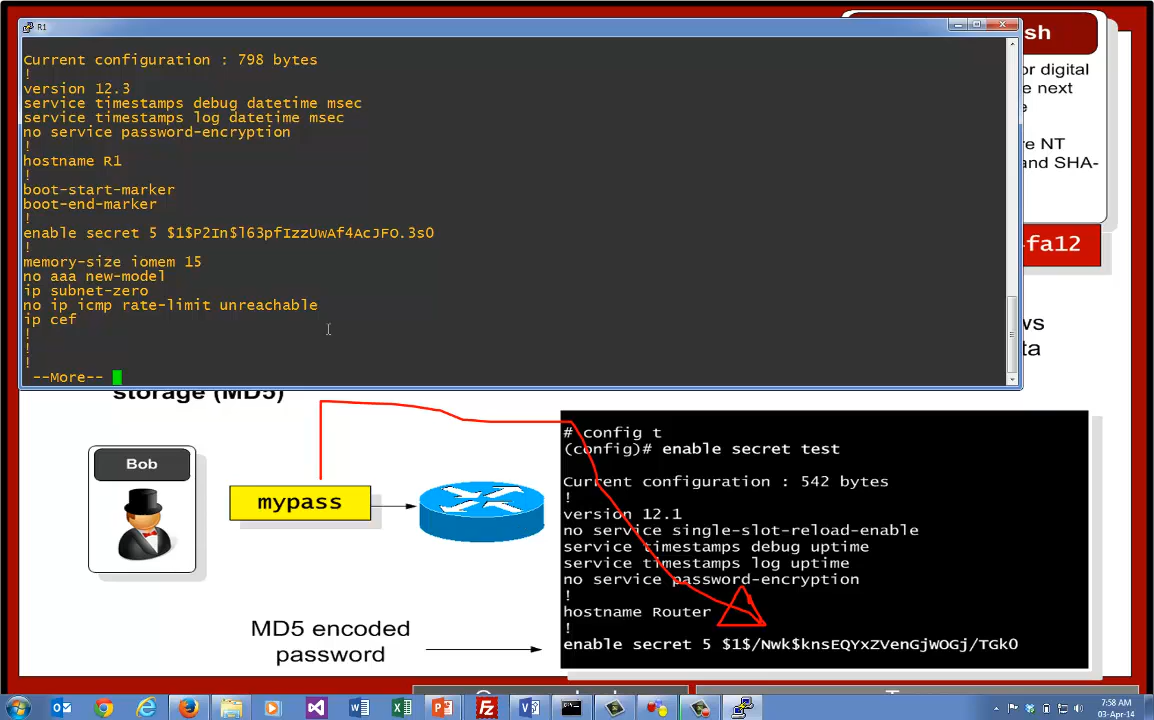 R1
sh
Current configuration : 798 bytes
!
version 12.3
service timestamps debug datetime msec
service timestamps log datetime msec
no service password-encryption
!
hostname R1
!
boot-start-marker
boot-end-marker
!
enable secret 5 $1$P2In$l63pfIzzUwAf4AcJFO.3s0
!
memory-size iomem 15
no aaa new-model
ip subnet-zero
no ip icmp rate-limit unreachable
ip cef
!
!
!
--More--
or digital
e next
e
re NT
and SHA-
-fa12
ws
ta
storage (MD5)
Bob
mypass
# config t
(config)# enable secret test
Current configuration : 542 bytes
!
version 12.1
no service single-slot-reload-enable
service timestamps debug uptime
service timestamps log uptime
no service password-encryption
!
hostname Router
!
enable secret 5 $1$/Nwk$knsEQYxZVenGjWOGj/TGk0
MD5 encoded
password
7:58 AM
03-Apr-14